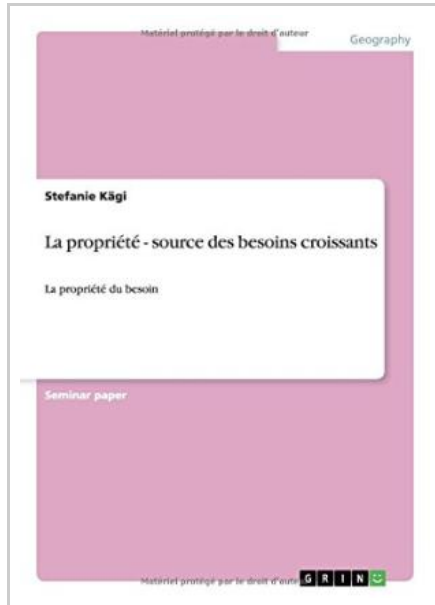 Matériel protégé par le droit d'auteur
Geography
Stefanie Kägi
La propriété - source des besoins croissants
La propriété du besoin
Seminar paper
Matériel protégé par le droit d'auteur
GRIN